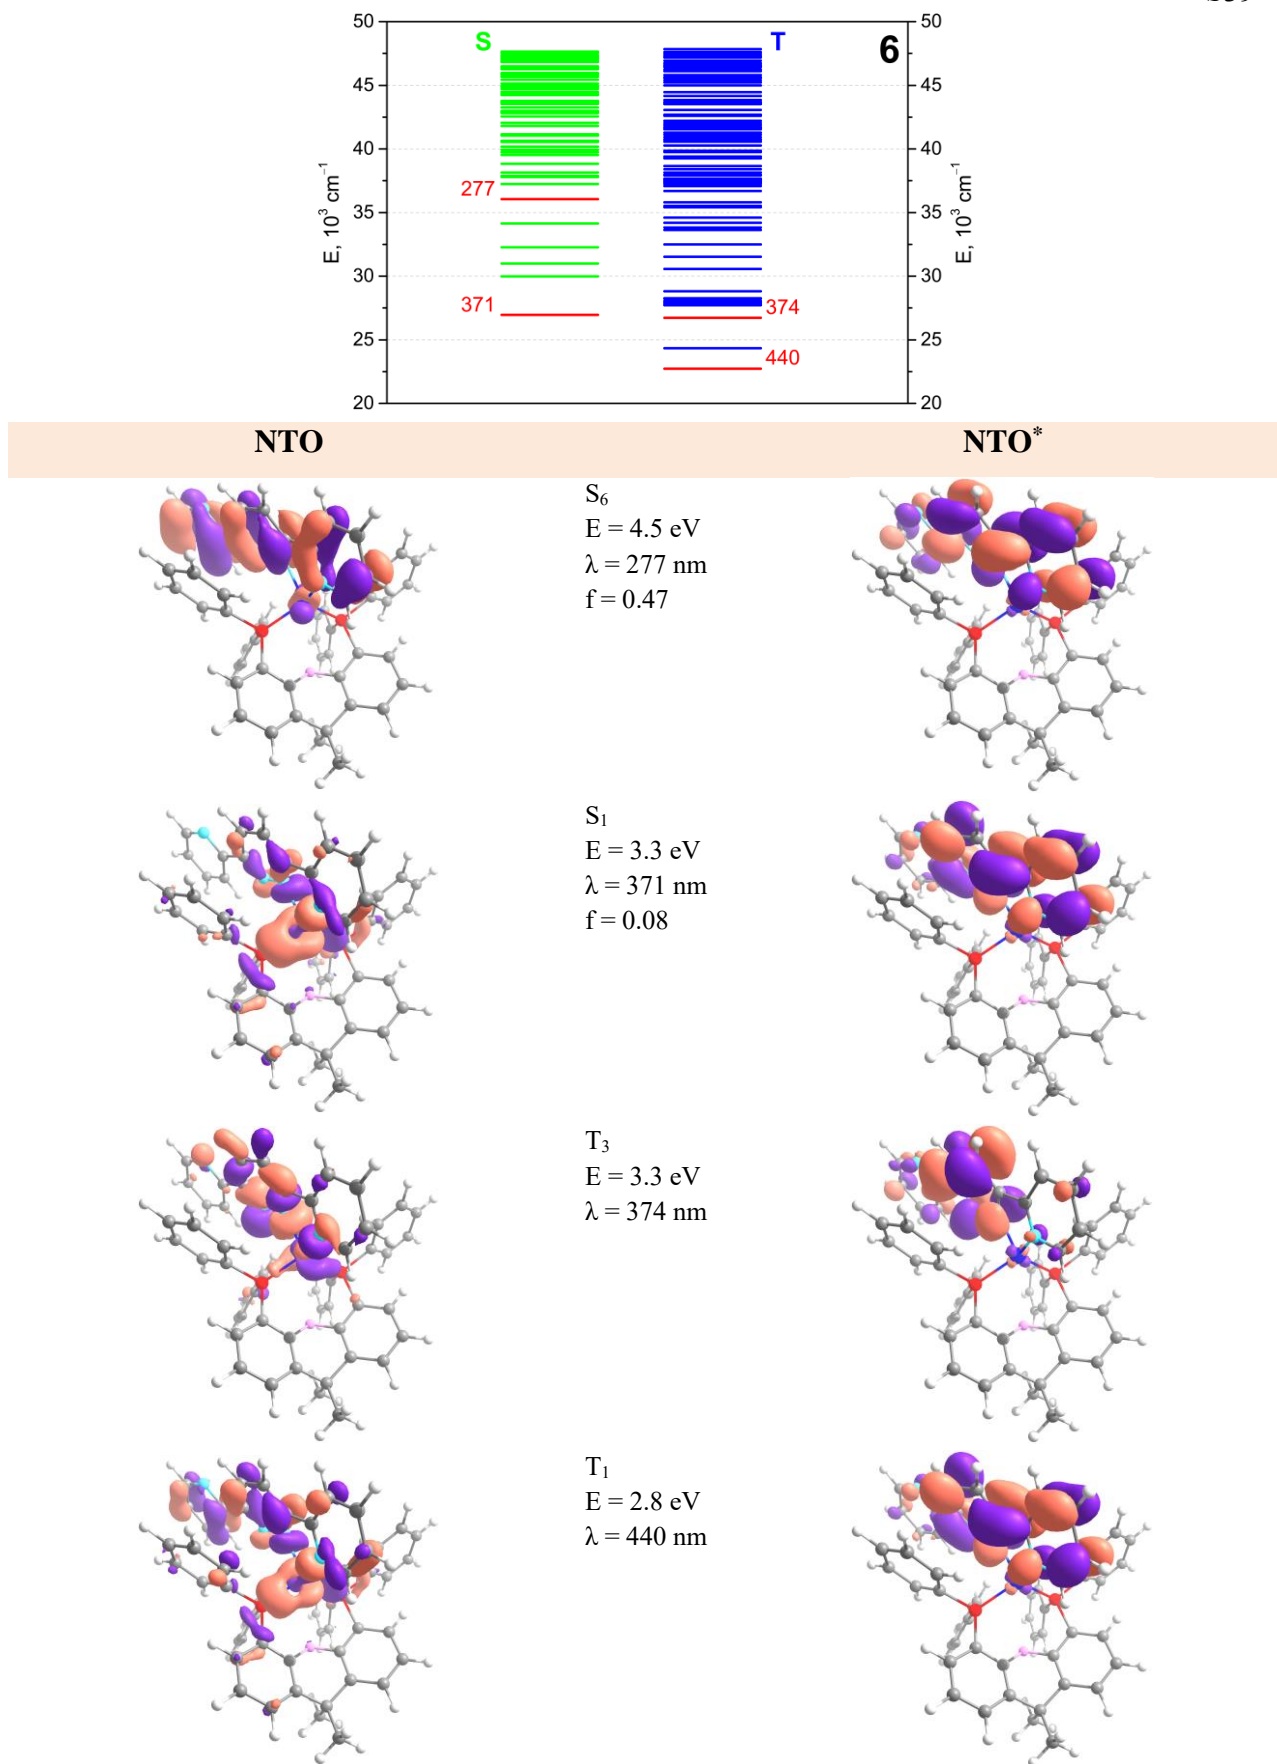 50
S
T
6
50
45
45
40
40
277
35
35
E, 10³ cm⁻¹
E, 10³ cm⁻¹
30
30
371
374
25
25
440
20
20
NTO
NTO*
S₆
E = 4.5 eV
λ = 277 nm
f = 0.47
S₁
E = 3.3 eV
λ = 371 nm
f = 0.08
T₃
E = 3.3 eV
λ = 374 nm
T₁
E = 2.8 eV
λ = 440 nm